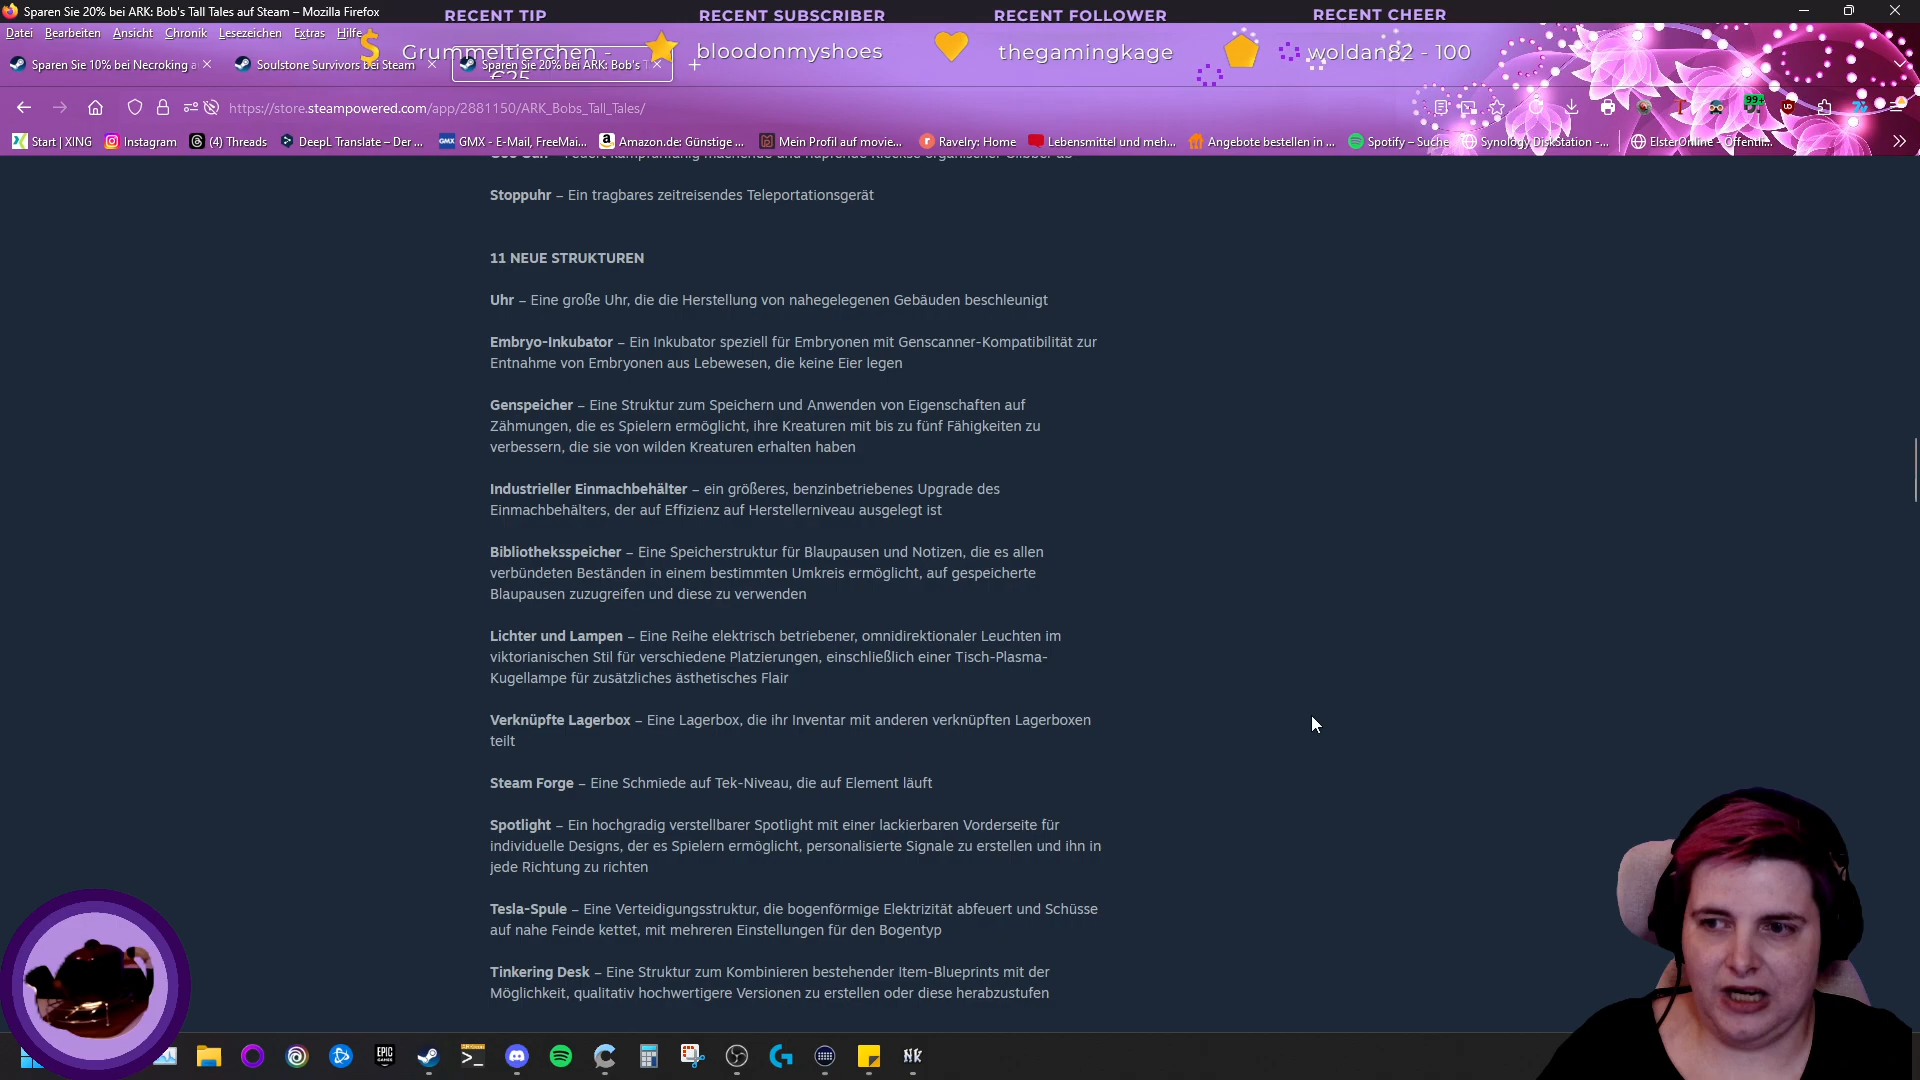 Sparen Sie 20% bei ARK: Bob's Tall Tales auf Steam – Mozilla Firefox
RECENT TIP
RECENT SUBSCRIBER
RECENT FOLLOWER
RECENT CHEER
Datei Bearbeiten Ansicht Chronik Lesezeichen Extras Hilfe
Grummeltierchen - €25
bloodonmyshoes
thegamingkage
woldan82 - 100
Sparen Sie 10% bei Necroking a
Soulstone Survivors bei Steam
Sparen Sie 20% bei ARK: Bob's T
https://store.steampowered.com/app/2881150/ARK_Bobs_Tall_Tales/
99+
Start | XING
Instagram
(4) Threads
DeepL Translate – Der ...
GMX - E-Mail, FreeMai...
Amazon.de: Günstige ...
Mein Profil auf movie...
Ravelry: Home
Lebensmittel und meh...
Angebote bestellen in ...
Spotify – Suche
Synology DiskStation -...
ElsterOnline - Öffentli...
Stoppuhr – Ein tragbares zeitreisendes Teleportationsgerät
11 NEUE STRUKTUREN
Uhr – Eine große Uhr, die die Herstellung von nahegelegenen Gebäuden beschleunigt
Embryo-Inkubator – Ein Inkubator speziell für Embryonen mit Genscanner-Kompatibilität zur
Entnahme von Embryonen aus Lebewesen, die keine Eier legen
Genspeicher – Eine Struktur zum Speichern und Anwenden von Eigenschaften auf
Zähmungen, die es Spielern ermöglicht, ihre Kreaturen mit bis zu fünf Fähigkeiten zu
verbessern, die sie von wilden Kreaturen erhalten haben
Industrieller Einmachbehälter – ein größeres, benzinbetriebenes Upgrade des
Einmachbehälters, der auf Effizienz auf Herstellerniveau ausgelegt ist
Bibliotheksspeicher – Eine Speicherstruktur für Blaupausen und Notizen, die es allen
verbündeten Beständen in einem bestimmten Umkreis ermöglicht, auf gespeicherte
Blaupausen zuzugreifen und diese zu verwenden
Lichter und Lampen – Eine Reihe elektrisch betriebener, omnidirektionaler Leuchten im
viktorianischen Stil für verschiedene Platzierungen, einschließlich einer Tisch-Plasma-
Kugellampe für zusätzliches ästhetisches Flair
Verknüpfte Lagerbox – Eine Lagerbox, die ihr Inventar mit anderen verknüpften Lagerboxen
teilt
Steam Forge – Eine Schmiede auf Tek-Niveau, die auf Element läuft
Spotlight – Ein hochgradig verstellbarer Spotlight mit einer lackierbaren Vorderseite für
individuelle Designs, der es Spielern ermöglicht, personalisierte Signale zu erstellen und ihn in
jede Richtung zu richten
Tesla-Spule – Eine Verteidigungsstruktur, die bogenförmige Elektrizität abfeuert und Schüsse
auf nahe Feinde kettet, mit mehreren Einstellungen für den Bogentyp
Tinkering Desk – Eine Struktur zum Kombinieren bestehender Item-Blueprints mit der
Möglichkeit, qualitativ hochwertigere Versionen zu erstellen oder diese herabzustufen
EPIC GAMES
NK